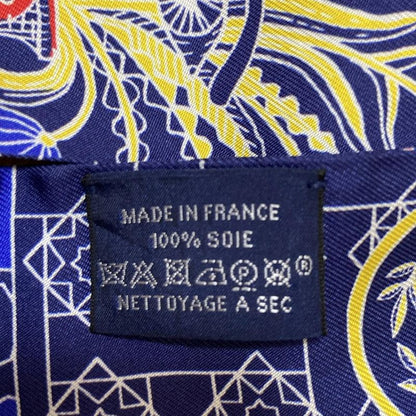 MADE IN FRANCE
100% SOIE
P ®
NETTOYAGE A SEC